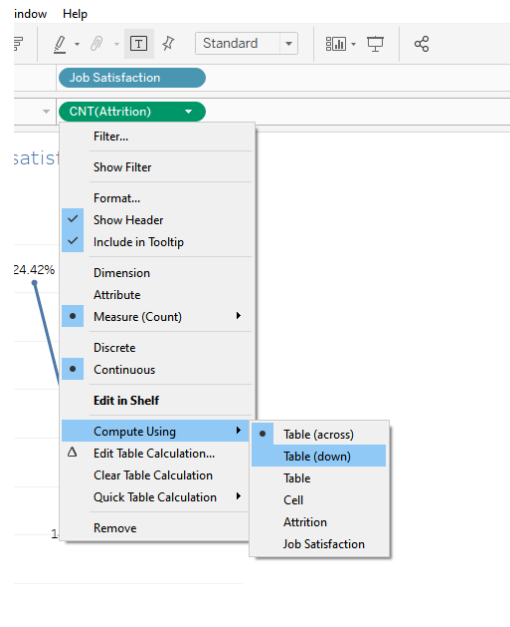 indow Help
Standard
Job Satisfaction
CNT(Attrition)
Filter...
satisf
Show Filter
Format...
Show Header
Include in Tooltip
24.42%
Dimension
Attribute
Measure (Count)
Discrete
Continuous
Edit in Shelf
Compute Using
Table (across)
Edit Table Calculation...
Table (down)
Clear Table Calculation
Table
Quick Table Calculation
Cell
Attrition
Remove
1
Job Satisfaction